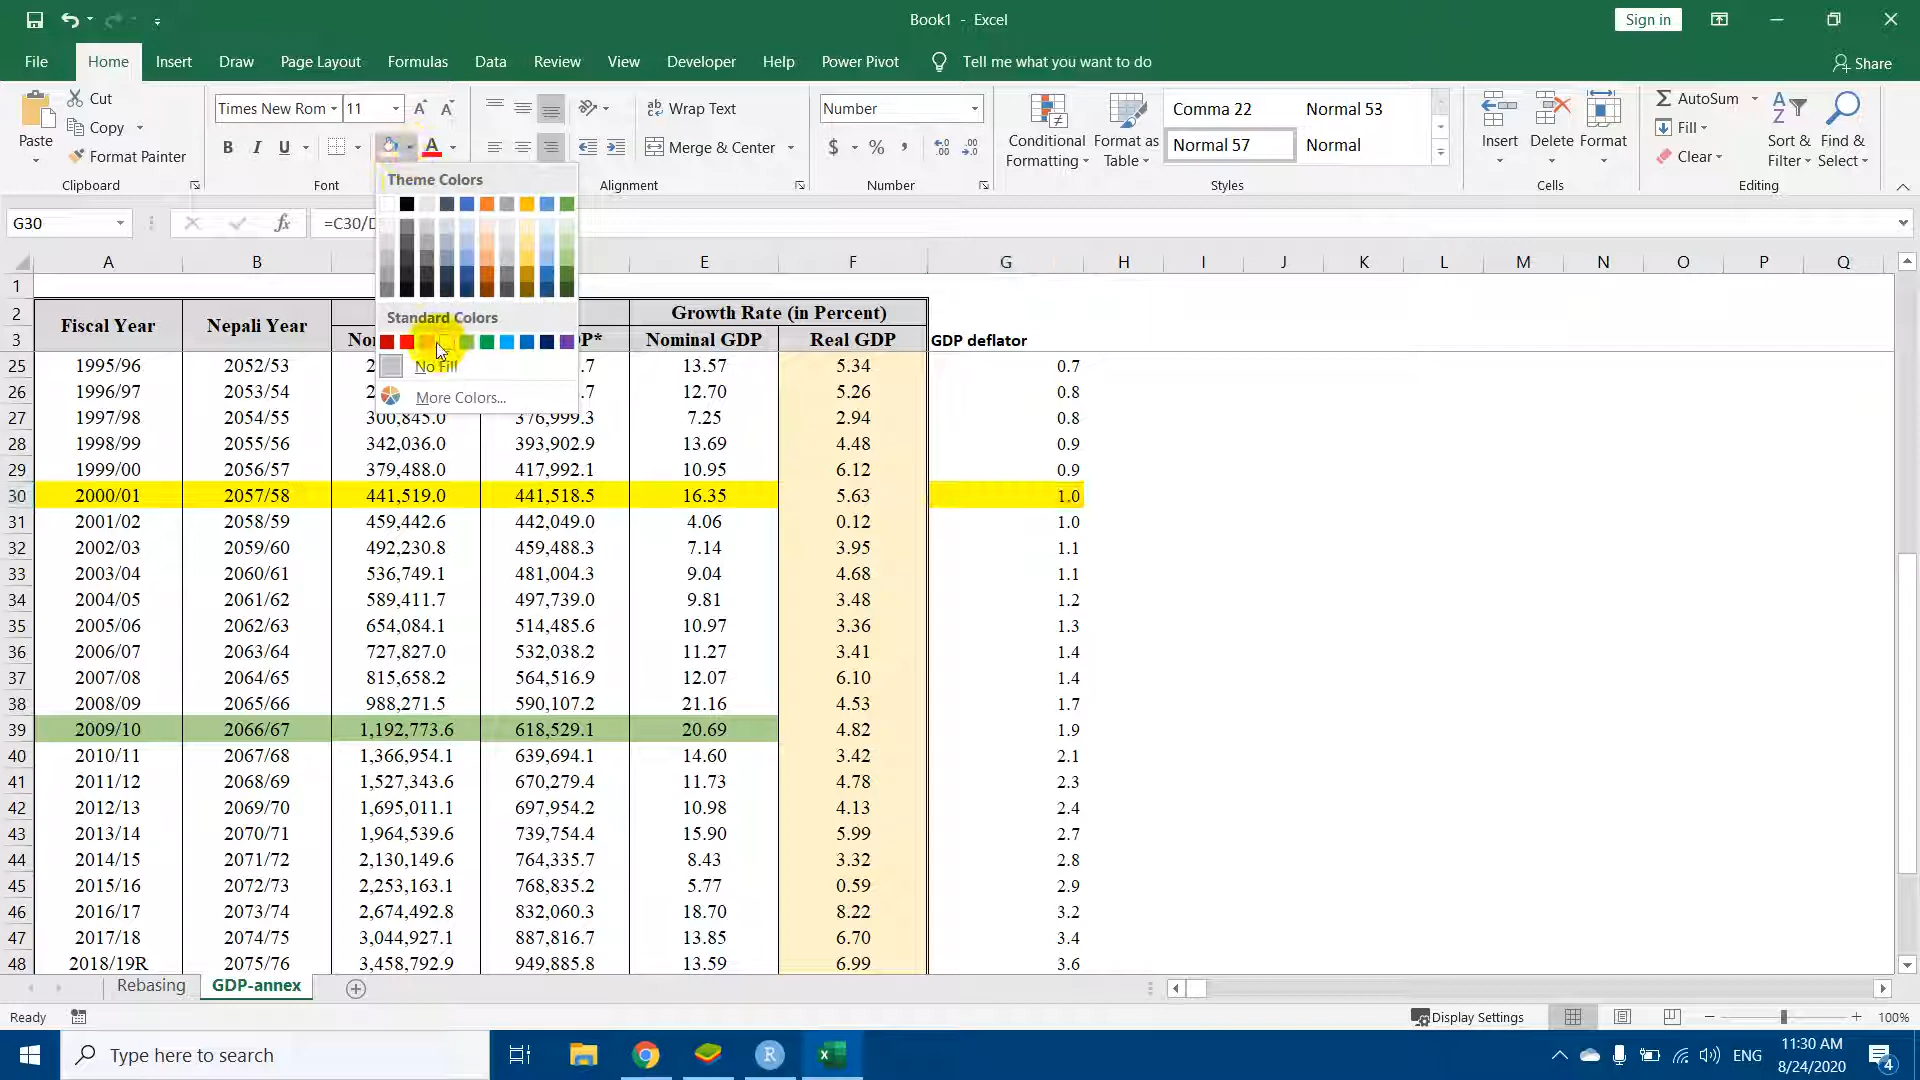 Book1 - Excel
Sign in
File Home Insert Draw Page Layout Formulas Data Review View Developer Help Power Pivot Tell me what you want to do Share
Paste
Cut
Copy
Format Painter
Clipboard
Times New Rom 11
B I U A
Font
Wrap Text
Merge & Center
Alignment
Number
$ % ,
Number
Conditional Formatting
Format as Table
Comma 22 Normal 53
Normal 57 Normal
Styles
Insert Delete Format
Cells
AutoSum
Fill
Clear
Sort & Filter
Find & Select
Editing
G30 fx =C30/
Theme Colors
Standard Colors
No Fill
More Colors...
A B E F G H I J K L M N O P Q
1
2 Fiscal Year Nepali Year Growth Rate (in Percent)
3 Nominal GDP Real GDP GDP deflator
25 1995/96 2052/53 13.57 5.34 0.7
26 1996/97 2053/54 12.70 5.26 0.8
27 1997/98 2054/55 300,845.0 376,999.3 7.25 2.94 0.8
28 1998/99 2055/56 342,036.0 393,902.9 13.69 4.48 0.9
29 1999/00 2056/57 379,488.0 417,992.1 10.95 6.12 0.9
30 2000/01 2057/58 441,519.0 441,518.5 16.35 5.63 1.0
31 2001/02 2058/59 459,442.6 442,049.0 4.06 0.12 1.0
32 2002/03 2059/60 492,230.8 459,488.3 7.14 3.95 1.1
33 2003/04 2060/61 536,749.1 481,004.3 9.04 4.68 1.1
34 2004/05 2061/62 589,411.7 497,739.0 9.81 3.48 1.2
35 2005/06 2062/63 654,084.1 514,485.6 10.97 3.36 1.3
36 2006/07 2063/64 727,827.0 532,038.2 11.27 3.41 1.4
37 2007/08 2064/65 815,658.2 564,516.9 12.07 6.10 1.4
38 2008/09 2065/66 988,271.5 590,107.2 21.16 4.53 1.7
39 2009/10 2066/67 1,192,773.6 618,529.1 20.69 4.82 1.9
40 2010/11 2067/68 1,366,954.1 639,694.1 14.60 3.42 2.1
41 2011/12 2068/69 1,527,343.6 670,279.4 11.73 4.78 2.3
42 2012/13 2069/70 1,695,011.1 697,954.2 10.98 4.13 2.4
43 2013/14 2070/71 1,964,539.6 739,754.4 15.90 5.99 2.7
44 2014/15 2071/72 2,130,149.6 764,335.7 8.43 3.32 2.8
45 2015/16 2072/73 2,253,163.1 768,835.2 5.77 0.59 2.9
46 2016/17 2073/74 2,674,492.8 832,060.3 18.70 8.22 3.2
47 2017/18 2074/75 3,044,927.1 887,816.7 13.85 6.70 3.4
48 2018/19R 2075/76 3,458,792.9 949,885.8 13.59 6.99 3.6
Rebasing GDP-annex
Ready Display Settings 100%
Type here to search
ENG
11:30 AM
8/24/2020
4